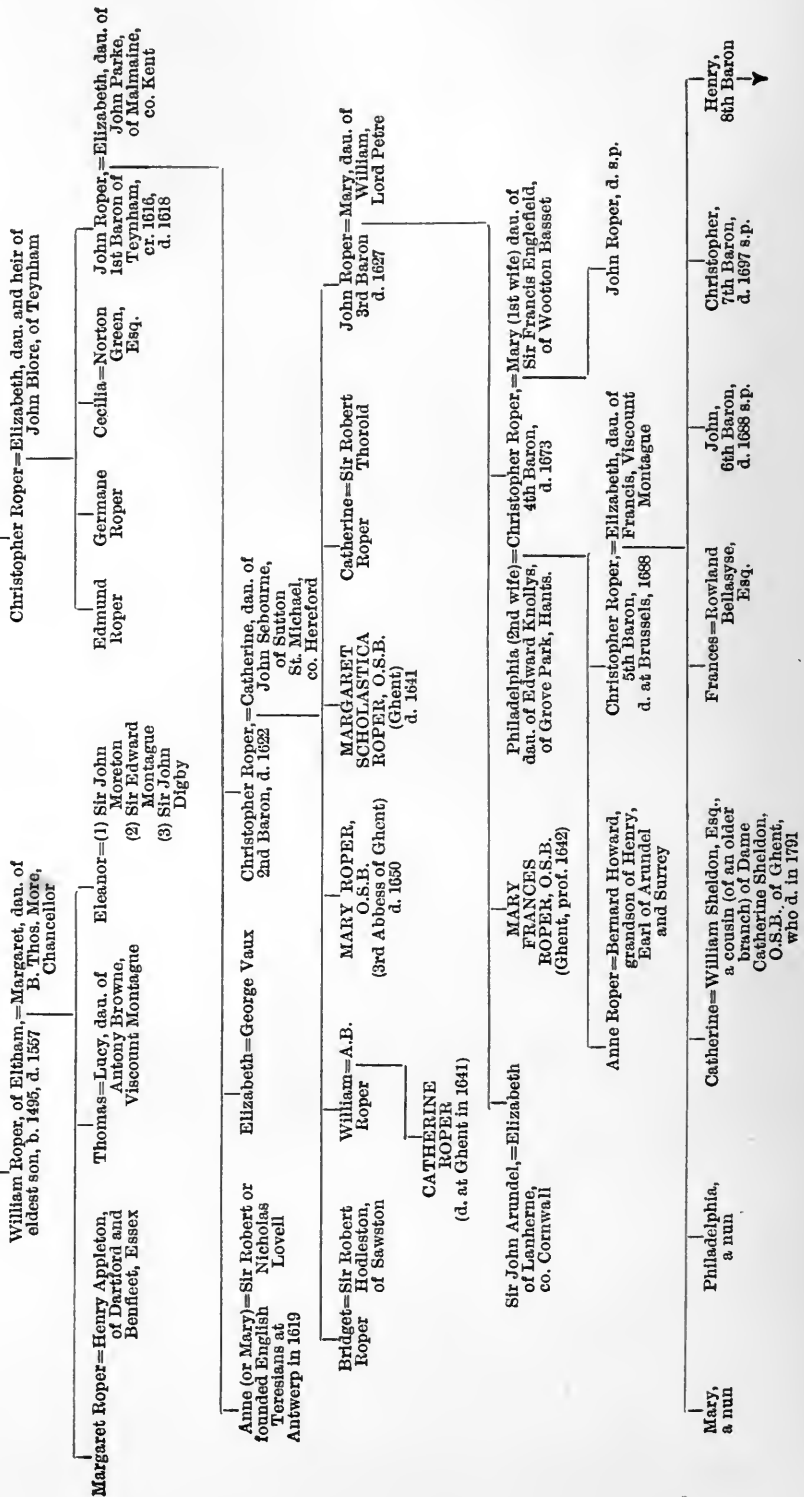 William Roper, of Eltham,=Margaret, dau. of
eldest son, b. 1495, d. 1557
B. Thos. More,
Chancellor
Christopher Roper=Elizabeth, dau. and heir of
John Blore, of Teynham
Margaret Roper=Henry Appleton,
of Dartford and
Benfleet, Essex
Thomas=Lucy, dau. of
Antony Browne,
Viscount Montague
Eleanor=(1) Sir John
Moreton
(2) Sir Edward
Montague
(3) Sir John
Digby
Edmund
Roper
Germane
Roper
Cecilia=Norton
Green,
Esq.
John Roper,=Elizabeth, dau. of
1st Baron of
Teynham,
cr. 1616,
d. 1618
John Parke,
of Malmaine,
co. Kent
Anne (or Mary)=Sir Robert or
founded English
Teresians at
Antwerp in 1619
Nicholas
Lovell
Elizabeth=George Vaux
Christopher Roper,=Catherine, dau. of
2nd Baron, d. 1622
John Sebourne,
of Sutton
St. Michael,
co. Hereford
Bridget=Sir Robert
Roper
Hodleston,
of Sawston
William=A.B.
Roper
MARY ROPER,
O.S.B.
(3rd Abbess of Ghent)
d. 1650
MARGARET
SCHOLASTICA
ROPER, O.S.B.
(Ghent)
d. 1641
Catherine=Sir Robert
Roper
Thorold
John Roper=Mary, dau. of
3rd Baron
d. 1627
William,
Lord Petre
CATHERINE
ROPER
(d. at Ghent in 1641)
Sir John Arundel,=Elizabeth
of Lanherne,
co. Cornwall
MARY
FRANCES
ROPER, O.S.B.
(Ghent, prof. 1642)
Philadelphia (2nd wife)=Christopher Roper,=Mary (1st wife) dau. of
dau. of Edward Knollys,
of Grove Park, Hants.
4th Baron,
d. 1673
Sir Francis Englefield,
of Wootton Basset
Anne Roper=Bernard Howard,
grandson of Henry,
Earl of Arundel
and Surrey
Christopher Roper,=Elizabeth, dau. of
5th Baron,
d. at Brussels, 1688
Francis, Viscount
Montague
John Roper, d. s.p.
Mary,
a nun
Philadelphia,
a nun
Catherine=William Sheldon, Esq.,
a cousin (of an older
branch) of Dame
Catherine Sheldon,
O.S.B., of Ghent,
who d. in 1791
Frances=Rowland
Bellasyse,
Esq.
John,
6th Baron,
d. 1688 s.p.
Christopher,
7th Baron,
d. 1697 s.p.
Henry,
8th Baron